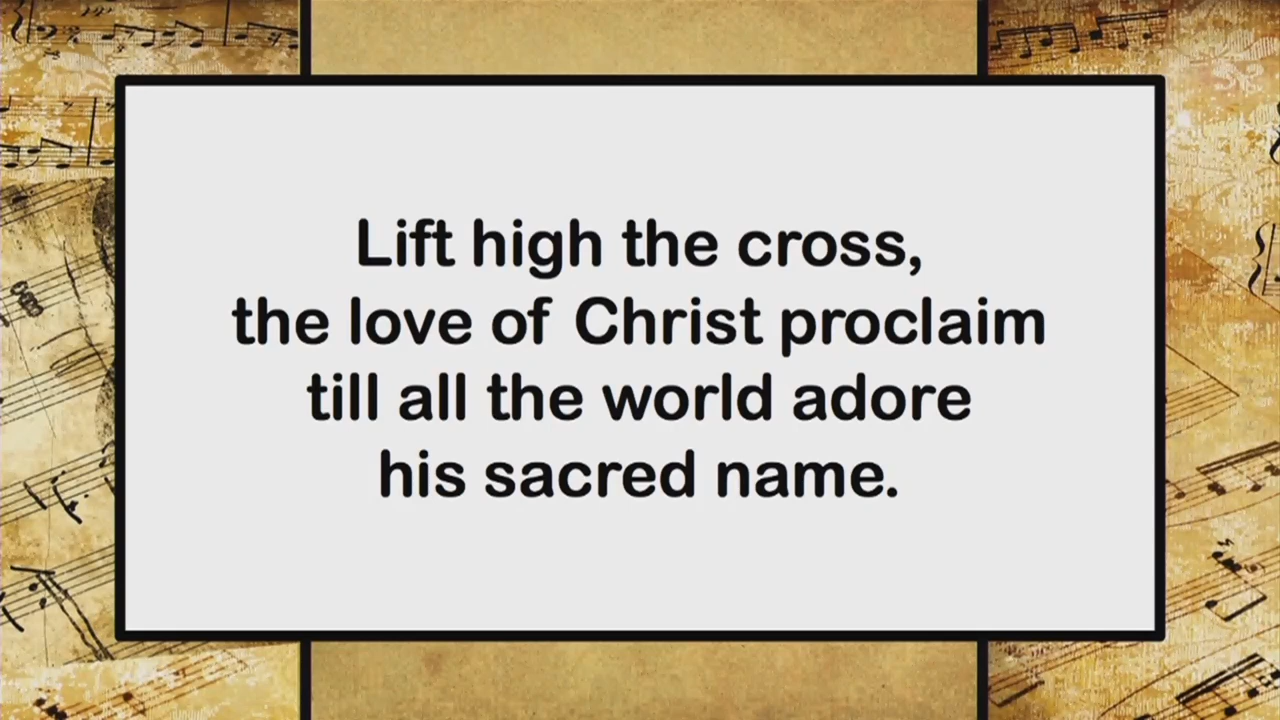 Lift high the cross,
the love of Christ proclaim
till all the world adore
his sacred name.